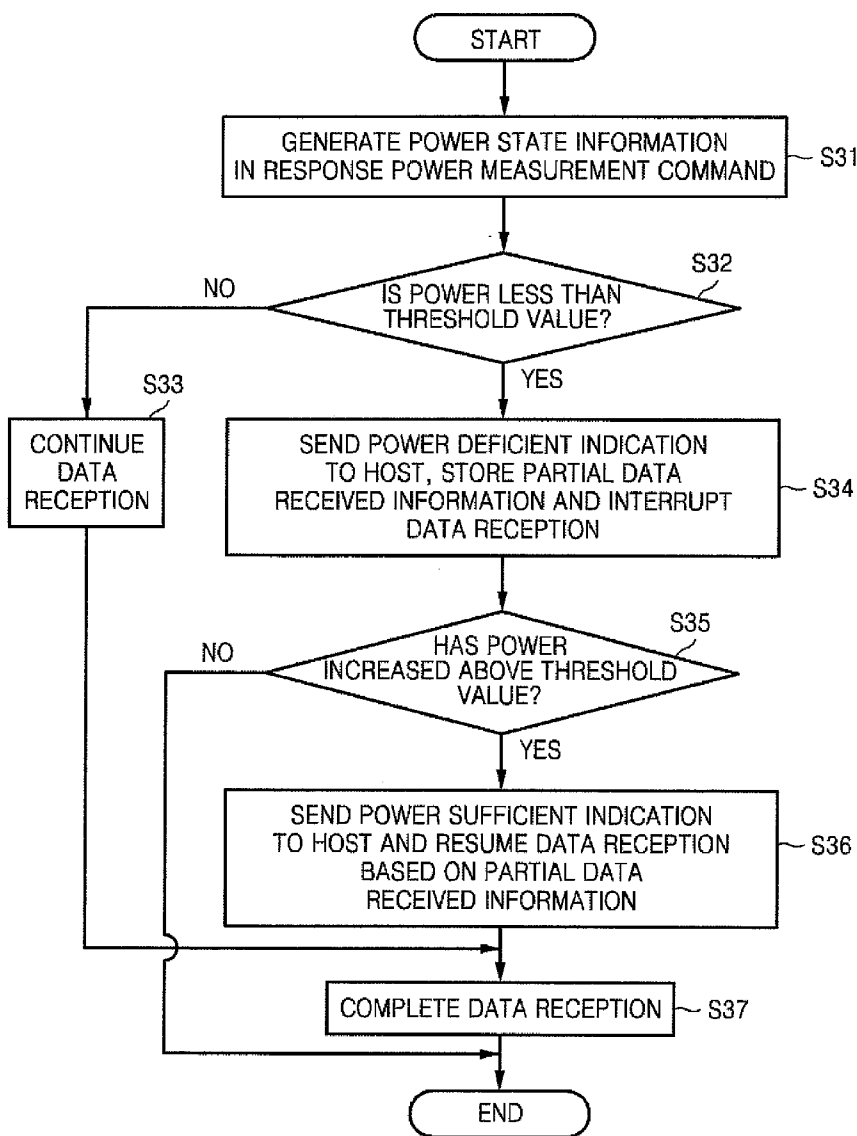 START
GENERATE POWER STATE INFORMATION
IN RESPONSE POWER MEASUREMENT COMMAND
S31
S32
NO
IS POWER LESS THAN
THRESHOLD VALUE?
YES
S33
CONTINUE
DATA
RECEPTION
SEND POWER DEFICIENT INDICATION
TO HOST, STORE PARTIAL DATA
RECEIVED INFORMATION AND INTERRUPT
DATA RECEPTION
S34
S35
NO
HAS POWER
INCREASED ABOVE THRESHOLD
VALUE?
YES
SEND POWER SUFFICIENT INDICATION
TO HOST AND RESUME DATA RECEPTION
BASED ON PARTIAL DATA
RECEIVED INFORMATION
S36
COMPLETE DATA RECEPTION
S37
END